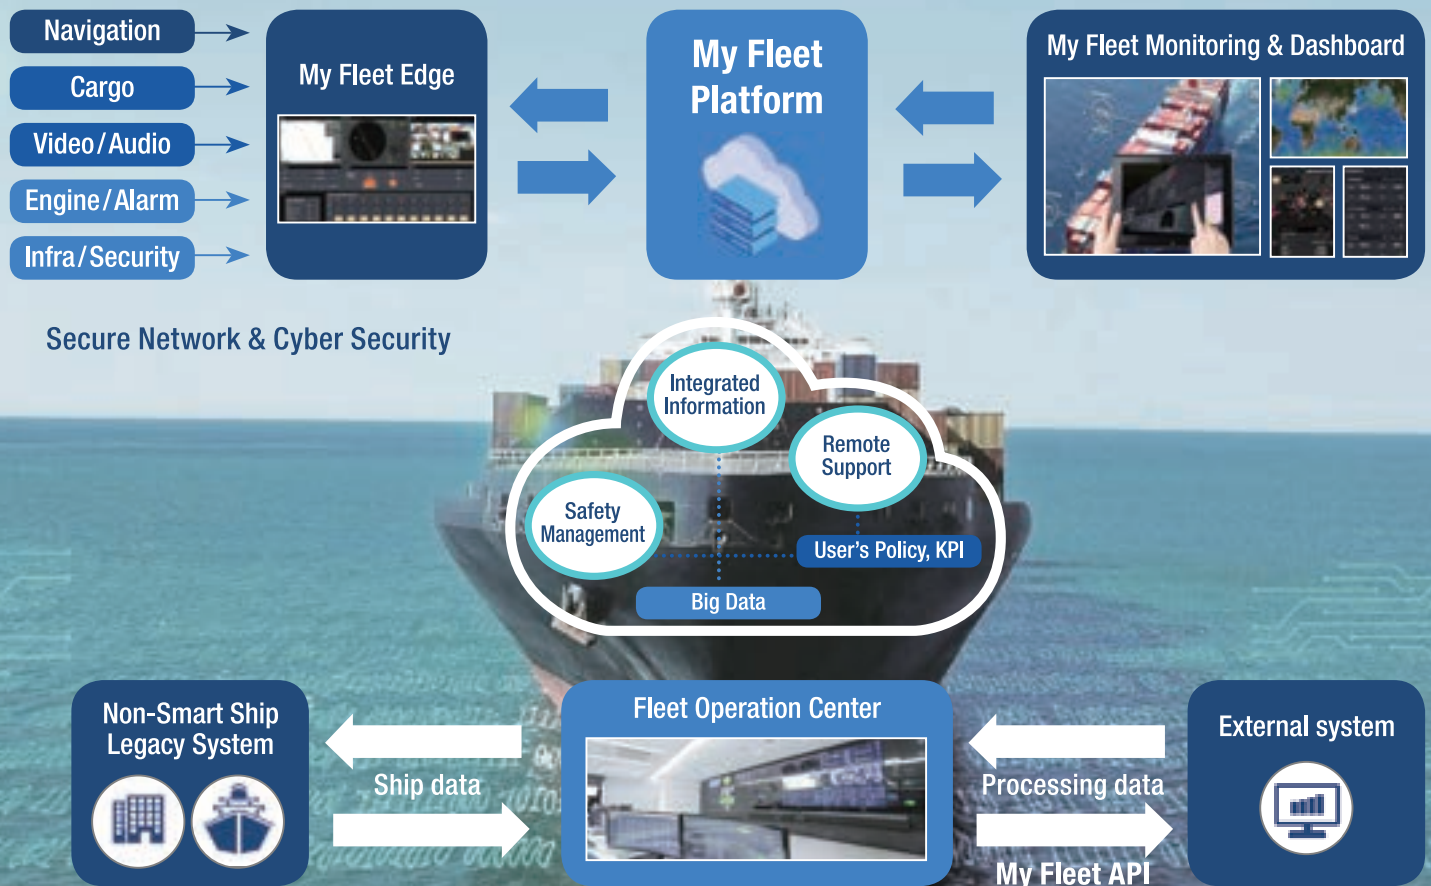 Navigation
Cargo
Video/Audio
Engine/Alarm
Infra/Security
My Fleet Edge
My Fleet
Platform
My Fleet Monitoring & Dashboard
Secure Network & Cyber Security
Integrated
Information
Remote
Support
Safety
Management
User's Policy, KPI
Big Data
Non-Smart Ship
Legacy System
Ship data
Fleet Operation Center
Processing data
My Fleet API
External system